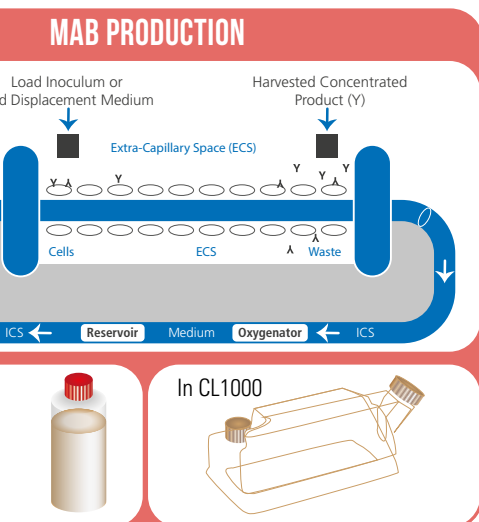 MAB PRODUCTION
Load Inoculum or
Displacement Medium
Harvested Concentrated
Product (Y)
Extra-Capillary Space (ECS)
Cells
ECS
Waste
ICS
Reservoir
Medium
Oxygenator
ICS
In CL1000